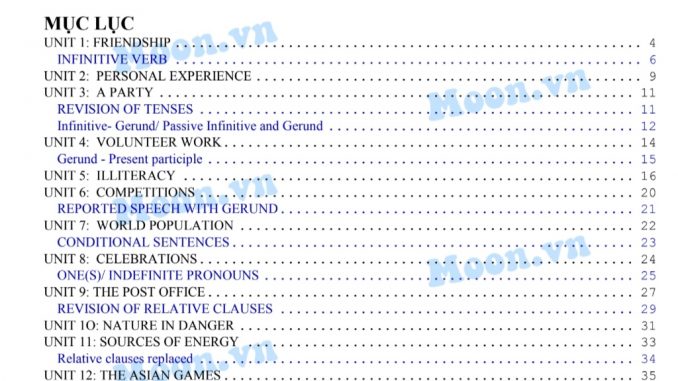 MỤC LỤC
UNIT 1: FRIENDSHIP . . . . . . . . . . . . . . . . . . . . . . . . . . . . . . 4
INFINITIVE VERB . . . . . . . . . . . . . . . . . . . . . . . . . . . . . . 6
UNIT 2: PERSONAL EXPERIENCE . . . . . . . . . . . . . . . . . . . . . . . . . . . . . . 9
UNIT 3: A PARTY . . . . . . . . . . . . . . . . . . . . . . . . . . . . . . 11
REVISION OF TENSES . . . . . . . . . . . . . . . . . . . . . . . . . . . . . . 11
Infinitive- Gerund/ Passive Infinitive and Gerund . . . . . . . . . . . . . . . . . . . . . . . . . . . . . . 12
UNIT 4: VOLUNTEER WORK . . . . . . . . . . . . . . . . . . . . . . . . . . . . . . 14
Gerund - Present participle . . . . . . . . . . . . . . . . . . . . . . . . . . . . . . 15
UNIT 5: ILLITERACY . . . . . . . . . . . . . . . . . . . . . . . . . . . . . . 16
UNIT 6: COMPETITIONS . . . . . . . . . . . . . . . . . . . . . . . . . . . . . . 20
REPORTED SPEECH WITH GERUND . . . . . . . . . . . . . . . . . . . . . . . . . . . . . . 21
UNIT 7: WORLD POPULATION . . . . . . . . . . . . . . . . . . . . . . . . . . . . . . 22
CONDITIONAL SENTENCES . . . . . . . . . . . . . . . . . . . . . . . . . . . . . . 23
UNIT 8: CELEBRATIONS . . . . . . . . . . . . . . . . . . . . . . . . . . . . . . 24
ONE(S)/ INDEFINITE PRONOUNS . . . . . . . . . . . . . . . . . . . . . . . . . . . . . . 25
UNIT 9: THE POST OFFICE . . . . . . . . . . . . . . . . . . . . . . . . . . . . . . 27
REVISION OF RELATIVE CLAUSES . . . . . . . . . . . . . . . . . . . . . . . . . . . . . . 29
UNIT 1O: NATURE IN DANGER . . . . . . . . . . . . . . . . . . . . . . . . . . . . . . 31
UNIT 11: SOURCES OF ENERGY . . . . . . . . . . . . . . . . . . . . . . . . . . . . . . 33
Relative clauses replaced . . . . . . . . . . . . . . . . . . . . . . . . . . . . . . 34
UNIT 12: THE ASIAN GAMES . . . . . . . . . . . . . . . . . . . . . . . . . . . . . . 35
Moon.vn
Moon.vn
Moon.vn
Moon.vn
Moon.vn